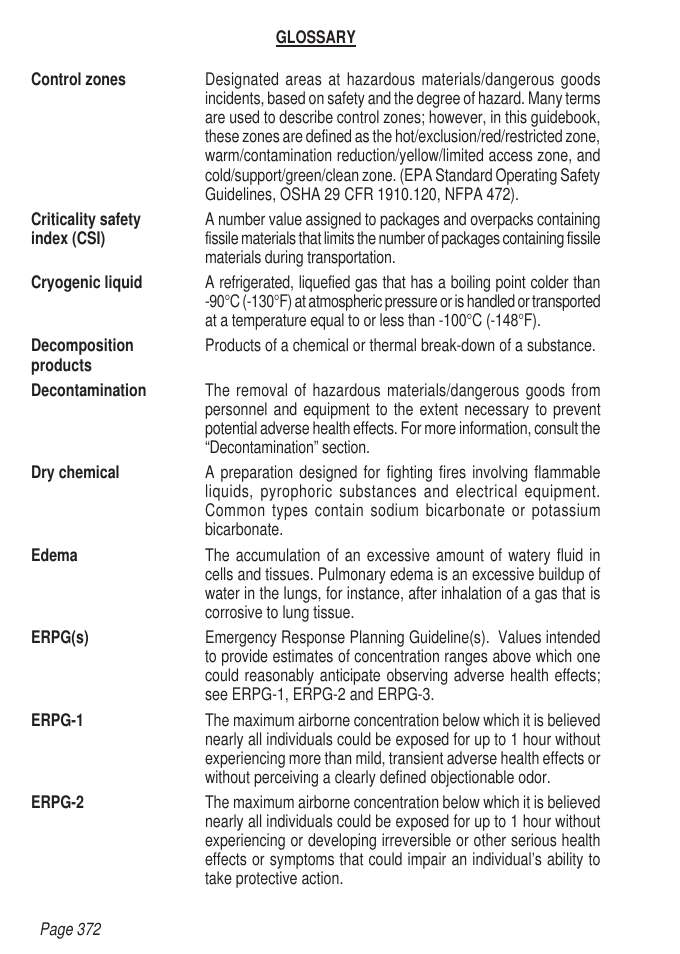 GLOSSARY
Control zones Designated areas at hazardous materials/dangerous goods
incidents, based on safety and the degree of hazard. Many terms
are used to describe control zones; however, in this guidebook,
these zones are defined as the hot/exclusion/red/restricted zone,
warm/contamination reduction/yellow/limited access zone, and
cold/support/green/clean zone. (EPA Standard Operating Safety
Guidelines, OSHA 29 CFR 1910.120, NFPA 472).
Criticality safety A number value assigned to packages and overpacks containing
index (CSI) fissile materials that limits the number of packages containing fissile
materials during transportation.
Cryogenic liquid A refrigerated, liquefied gas that has a boiling point colder than
-90°C (-130°F) at atmospheric pressure or is handled or transported
at a temperature equal to or less than -100°C (-148°F).
Decomposition Products of a chemical or thermal break-down of a substance.
products
Decontamination The removal of hazardous materials/dangerous goods from
personnel and equipment to the extent necessary to prevent
potential adverse health effects. For more information, consult the
“Decontamination” section.
Dry chemical A preparation designed for fighting fires involving flammable
liquids, pyrophoric substances and electrical equipment.
Common types contain sodium bicarbonate or potassium
bicarbonate.
Edema The accumulation of an excessive amount of watery fluid in
cells and tissues. Pulmonary edema is an excessive buildup of
water in the lungs, for instance, after inhalation of a gas that is
corrosive to lung tissue.
ERPG(s) Emergency Response Planning Guideline(s). Values intended
to provide estimates of concentration ranges above which one
could reasonably anticipate observing adverse health effects;
see ERPG-1, ERPG-2 and ERPG-3.
ERPG-1 The maximum airborne concentration below which it is believed
nearly all individuals could be exposed for up to 1 hour without
experiencing more than mild, transient adverse health effects or
without perceiving a clearly defined objectionable odor.
ERPG-2 The maximum airborne concentration below which it is believed
nearly all individuals could be exposed for up to 1 hour without
experiencing or developing irreversible or other serious health
effects or symptoms that could impair an individual’s ability to
take protective action.
Page 372